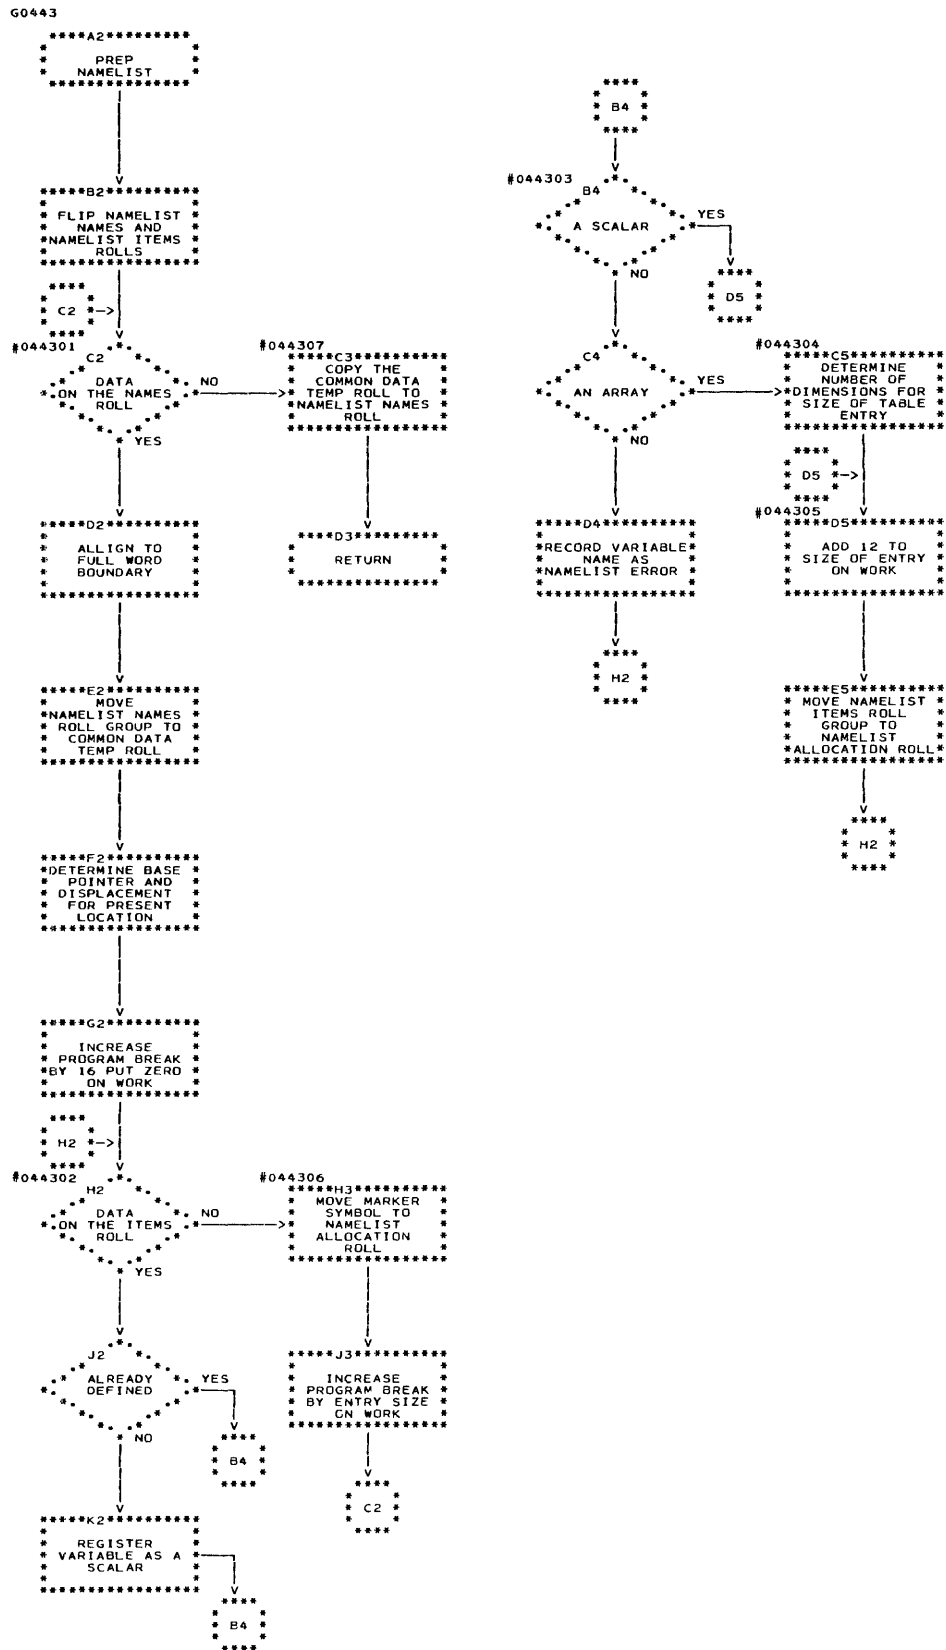 G0443
A2
PREP
NAMELIST
B2
FLIP NAMELIST
NAMES AND
NAMELIST ITEMS
ROLLS
C2
#044301
C2
DATA
ON THE NAMES
ROLL
NO
YES
#044307
C3
COPY THE
COMMON DATA
TEMP ROLL TO
NAMELIST NAMES
ROLL
D2
ALLIGN TO
FULL WORD
BOUNDARY
D3
RETURN
E2
MOVE
NAMELIST NAMES
ROLL GROUP TO
COMMON DATA
TEMP ROLL
F2
DETERMINE BASE
POINTER AND
DISPLACEMENT
FOR PRESENT
LOCATION
G2
INCREASE
PROGRAM BREAK
BY 16 PUT ZERO
ON WORK
H2
#044302
H2
DATA
ON THE ITEMS
ROLL
NO
YES
#044306
H3
MOVE MARKER
SYMBOL TO
NAMELIST
ALLOCATION
ROLL
J2
ALREADY
DEFINED
YES
NO
B4
J3
INCREASE
PROGRAM BREAK
BY ENTRY SIZE
ON WORK
C2
K2
REGISTER
VARIABLE AS A
SCALAR
B4
B4
#044303
B4
A SCALAR
YES
NO
D5
C4
AN ARRAY
YES
NO
#044304
C5
DETERMINE
NUMBER OF
DIMENSIONS FOR
SIZE OF TABLE
ENTRY
D5
D4
RECORD VARIABLE
NAME AS
NAMELIST ERROR
H2
#044305
D5
ADD 12 TO
SIZE OF ENTRY
ON WORK
E5
MOVE NAMELIST
ITEMS ROLL
GROUP TO
NAMELIST
ALLOCATION ROLL
H2